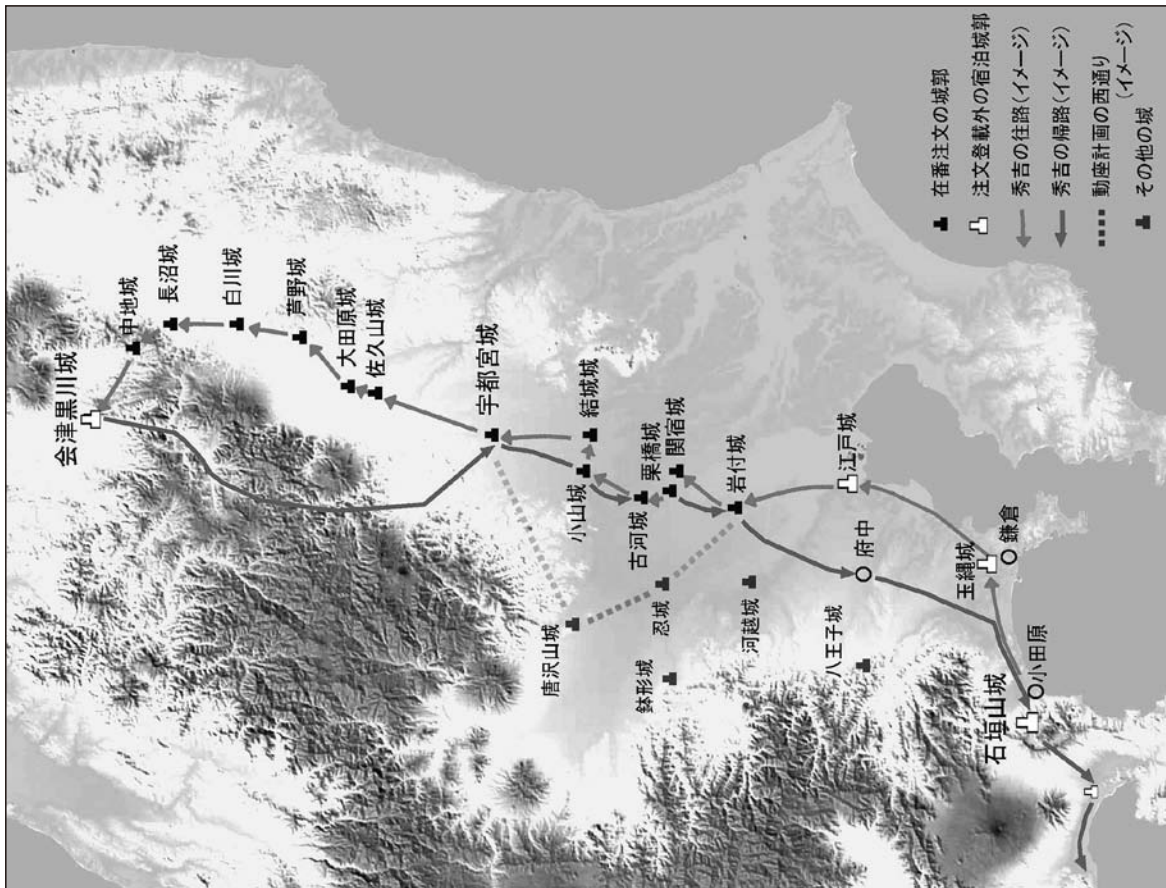 会津黒川城
中地城
長沼城
白川城
芦野城
大田原城
佐久山城
宇都宮城
結城城
小山城
古河城
栗橋城
関宿城
岩付城
唐沢山城
忍城
鉢形城
河越城
江戸城
府中
八王子城
玉縄城
鎌倉
石垣山城
小田原
在番注文の城郭
注文登載外の宿泊城郭
秀吉の往路(イメージ)
秀吉の帰路(イメージ)
動座計画の西通り
(イメージ)
その他の城